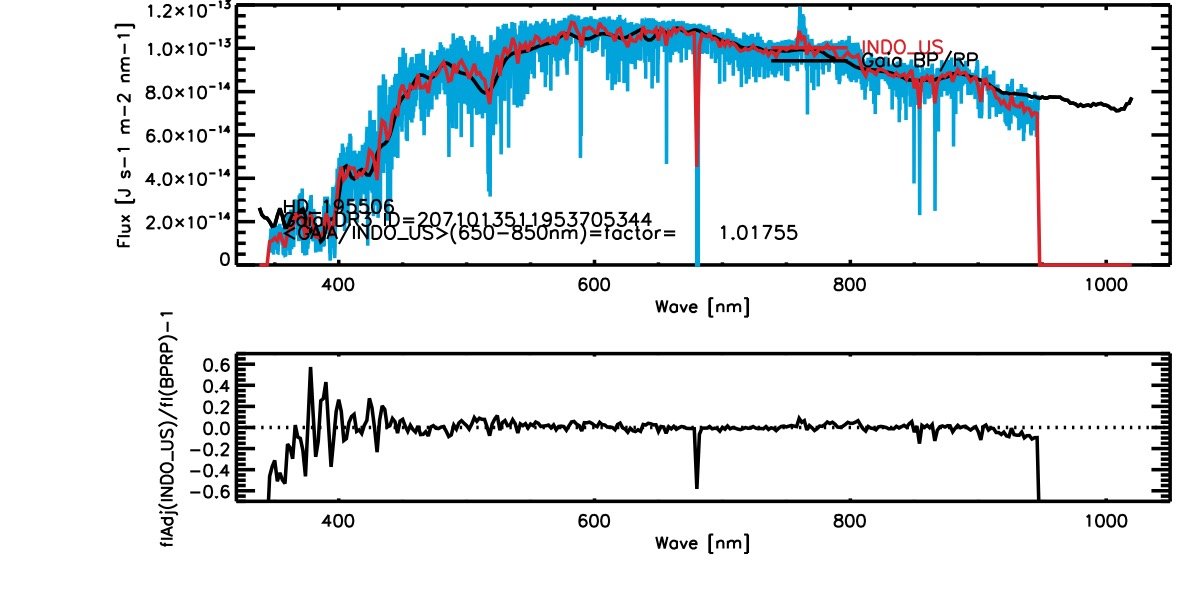 1.2×10⁻¹³
1.0×10⁻¹³
8.0×10⁻¹⁴
6.0×10⁻¹⁴
4.0×10⁻¹⁴
2.0×10⁻¹⁴
0
Flux [J s−1 m−2 nm−1]
INDO_US
Gaia BP/RP
HD_195506
Gaia DR3 ID=2071013511953705344
<GAIA/INDO_US>(650−850nm)=factor= 1.01755
400 600 800 1000
Wave [nm]
0.6
0.4
0.2
0.0
−0.2
−0.4
−0.6
flAdj(INDO_US)/fl(BPRP)−1
400 600 800 1000
Wave [nm]